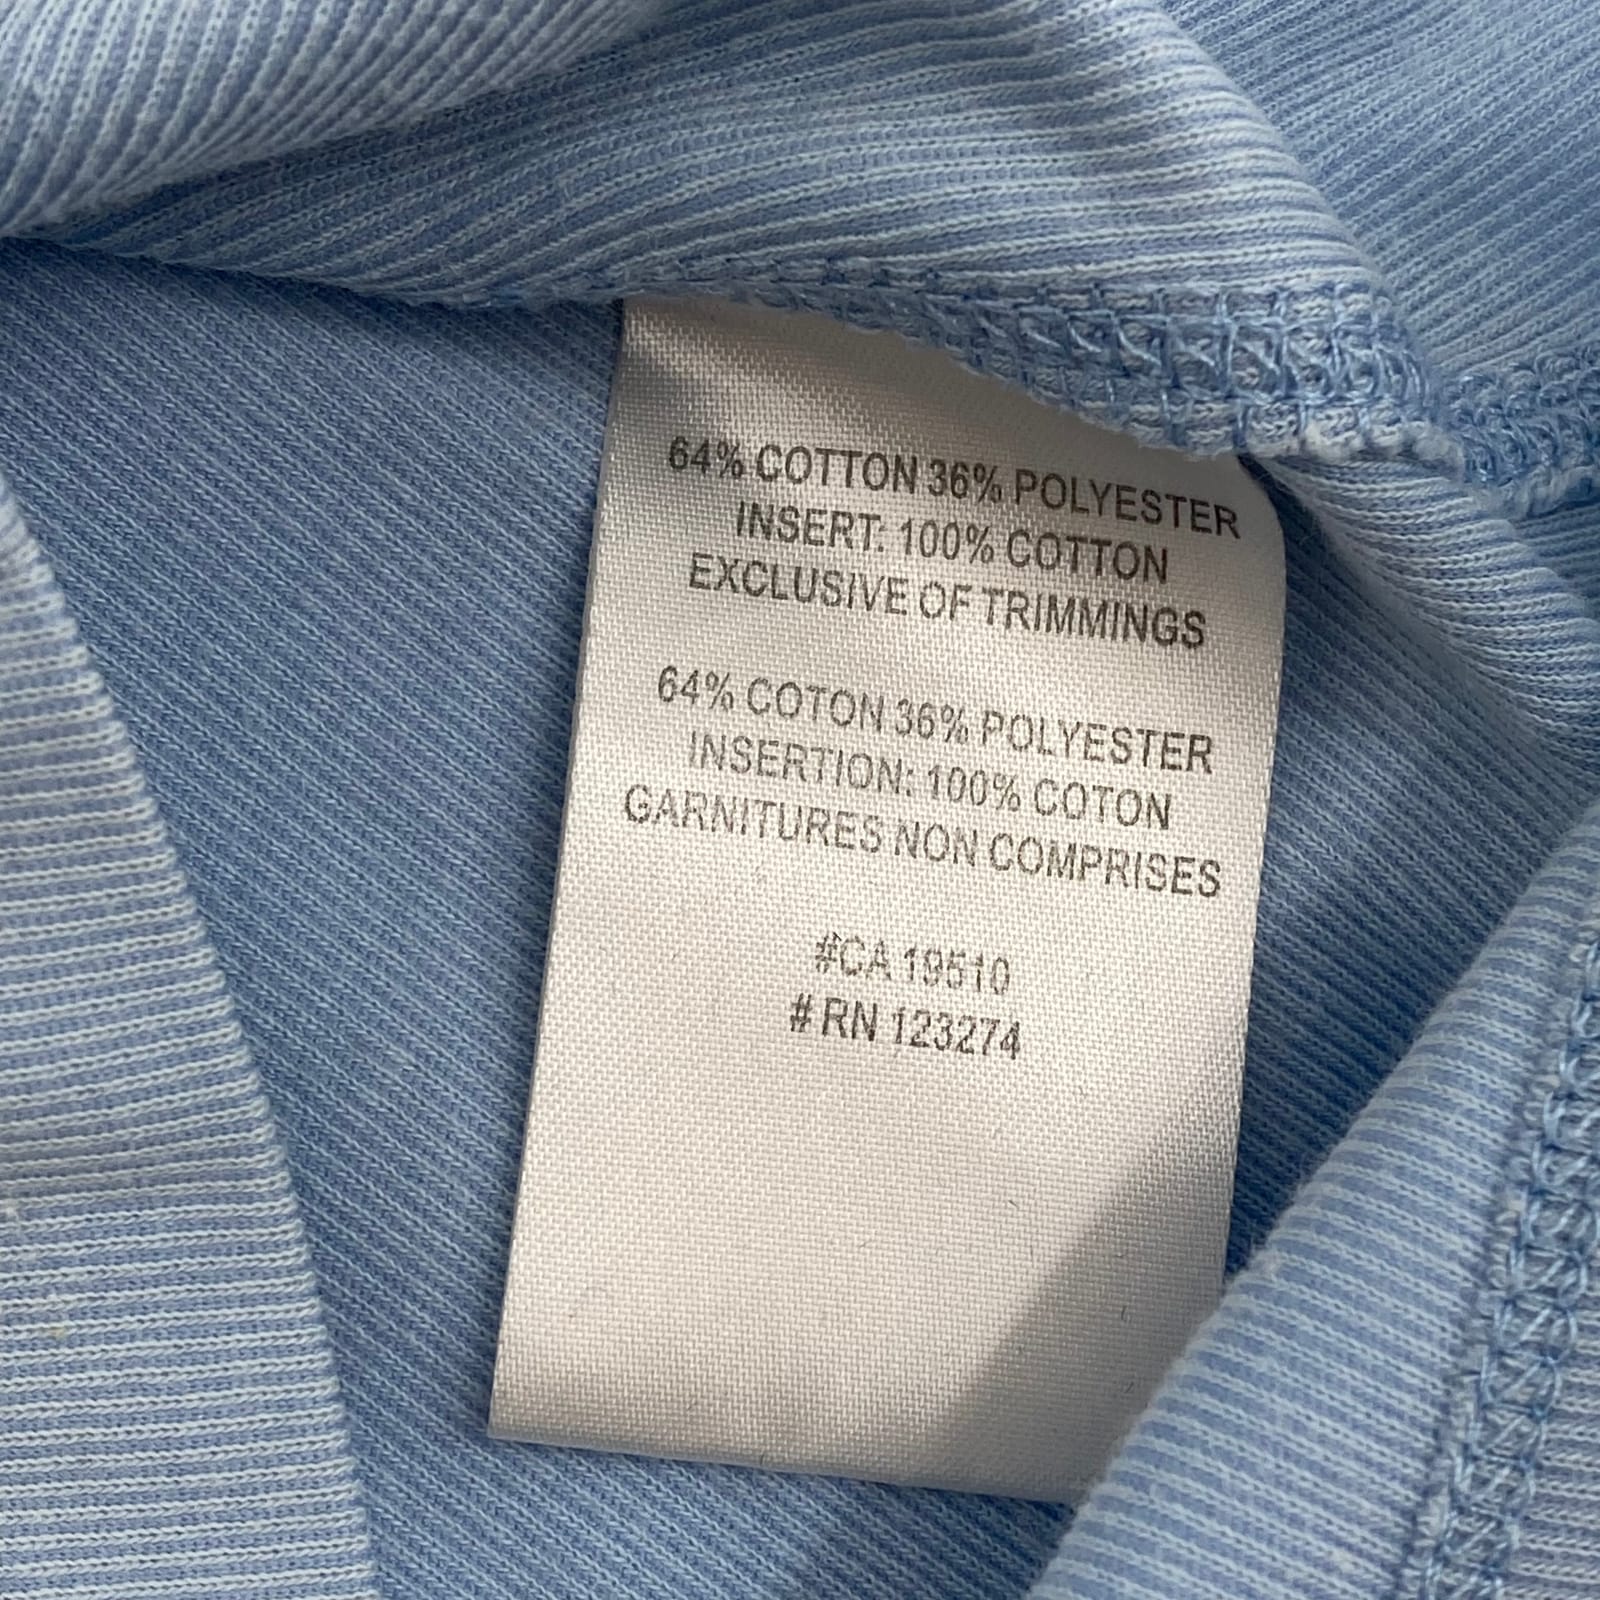 64% COTTON 36% POLYESTER
INSERT: 100% COTTON
EXCLUSIVE OF TRIMMINGS
64% COTON 36% POLYESTER
INSERTION: 100% COTON
GARNITURES NON COMPRISES
#CA 19510
# RN 123274